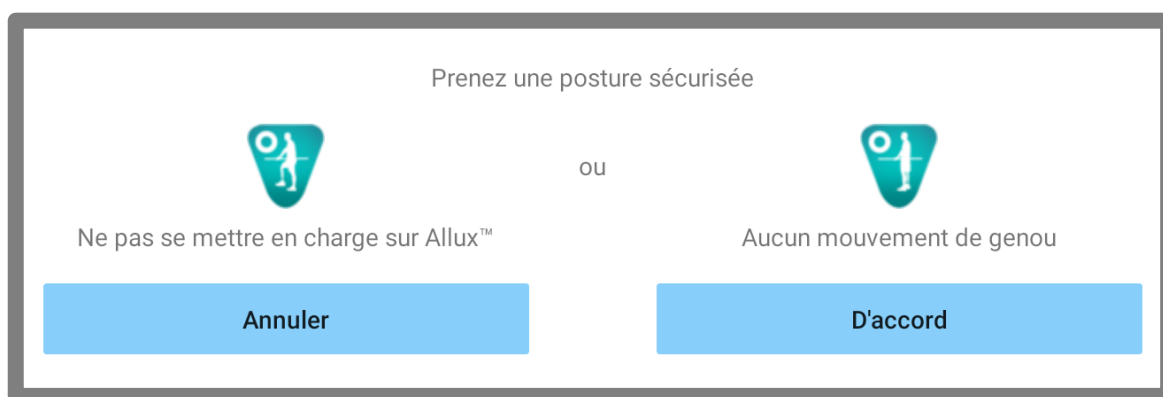 Prenez une posture sécurisée
ou
Ne pas se mettre en charge sur Allux™
Aucun mouvement de genou
Annuler
D'accord